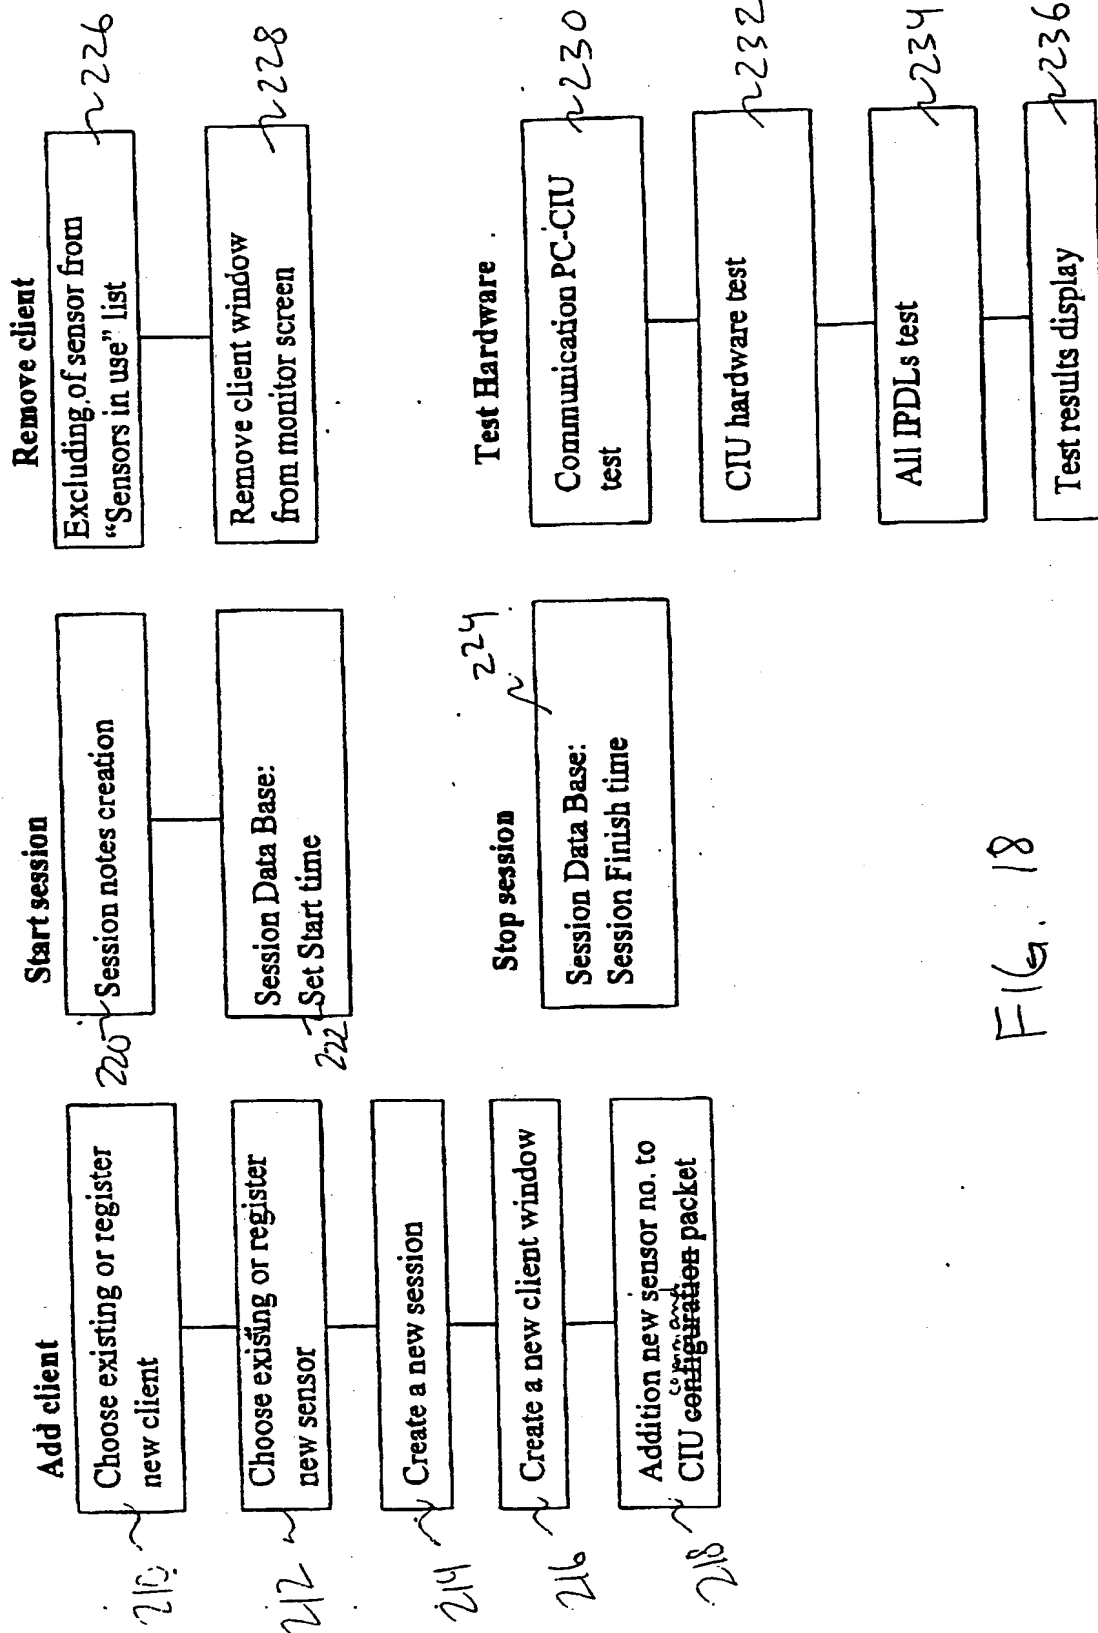 Add client
210
Choose existing or register
new client
212
Choose existing or register
new sensor
214
Create a new session
216
Create a new client window
218
Addition new sensor no. to
command
CIU configuration packet
Start session
220
Session notes creation
222
Session Data Base:
Set Start time
Stop session
224
Session Data Base:
Session Finish time
Remove client
226
Excluding of sensor from
“Sensors in use” list
228
Remove client window
from monitor screen
Test Hardware
230
Communication PC-CIU
test
232
CIU hardware test
234
All IPDLs test
236
Test results display
FIG. 18